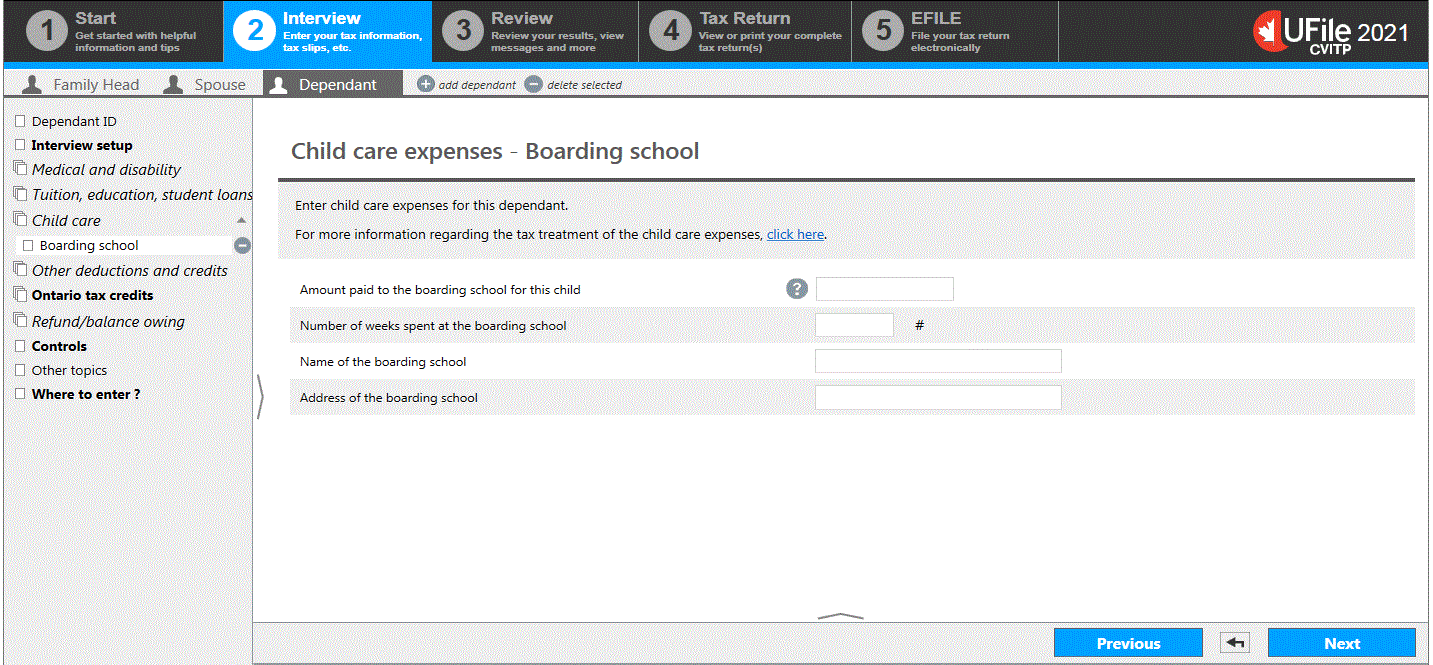 1 Start
Get started with helpful
information and tips
2 Interview
Enter your tax information,
tax slips, etc.
3 Review
Review your results, view
messages and more
4 Tax Return
View or print your complete
tax return(s)
5 EFILE
File your tax return
electronically
UFile 2021
CVITP
Family Head Spouse Dependant + add dependant − delete selected
Dependant ID
Interview setup
Medical and disability
Tuition, education, student loans
Child care
Boarding school
Other deductions and credits
Ontario tax credits
Refund/balance owing
Controls
Other topics
Where to enter ?
Child care expenses - Boarding school
Enter child care expenses for this dependant.
For more information regarding the tax treatment of the child care expenses, click here.
Amount paid to the boarding school for this child ?
Number of weeks spent at the boarding school #
Name of the boarding school
Address of the boarding school
Previous Next